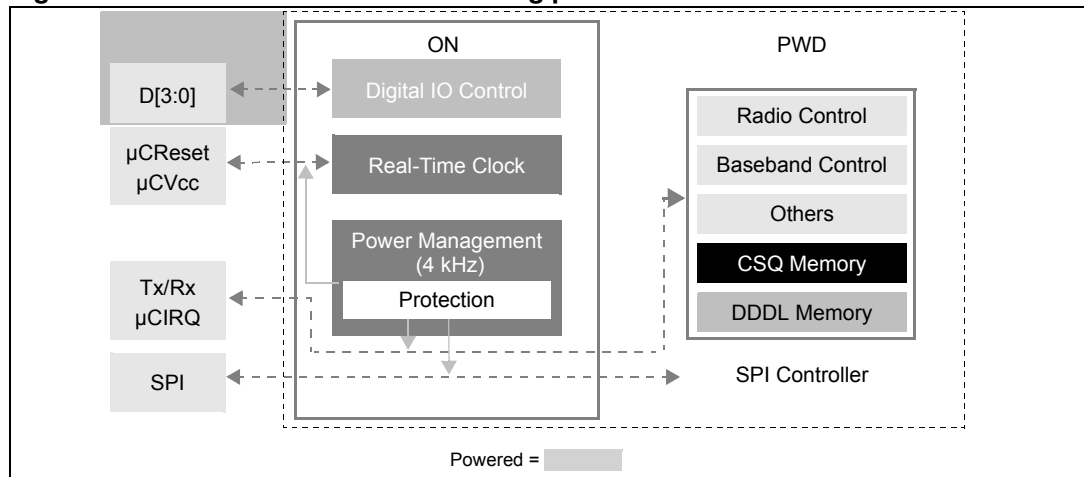 ON
PWD
D[3:0]
Digital IO Control
Radio Control
µCReset
µCVcc
Real-Time Clock
Baseband Control
Others
Power Management
(4 kHz)
Protection
CSQ Memory
DDDL Memory
Tx/Rx
µCIRQ
SPI
SPI Controller
Powered =